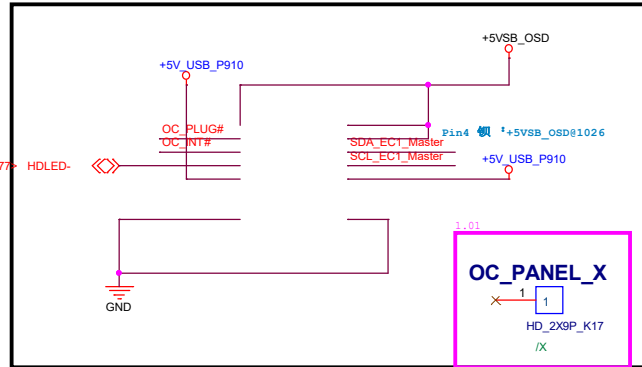 +5VSB_OSD
+5V_USB_P910
OC_PLUG#
OC_INT#
SDA_EC1_Master
SCL_EC1_Master
Pin4 钡 +5VSB_OSD@1026
+5V_USB_P910
77> HDLED-
1.01
OC_PANEL_X
1
1
HD_2X9P_K17
/X
GND